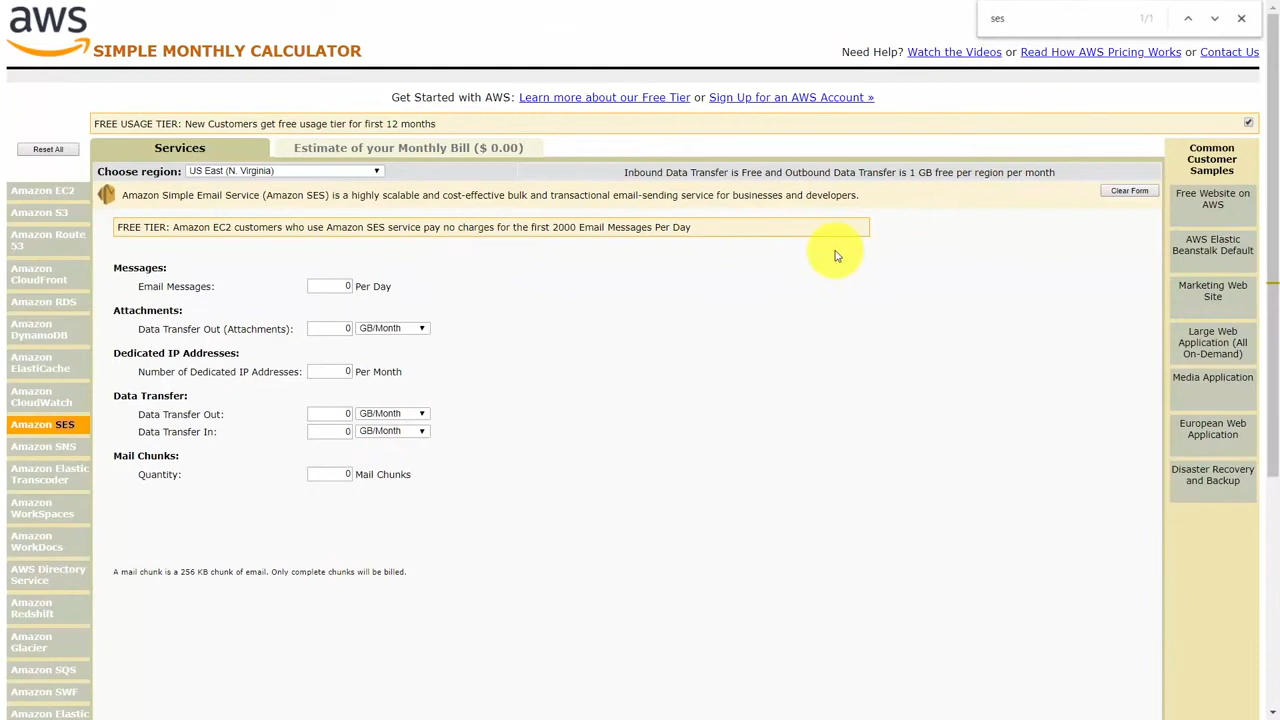 aws
SIMPLE MONTHLY CALCULATOR
ses 1/1
Need Help? Watch the Videos or Read How AWS Pricing Works or Contact Us
Get Started with AWS: Learn more about our Free Tier or Sign Up for an AWS Account »
FREE USAGE TIER: New Customers get free usage tier for first 12 months
Reset All
Services
Estimate of your Monthly Bill ($ 0.00)
Choose region: US East (N. Virginia)
Inbound Data Transfer is Free and Outbound Data Transfer is 1 GB free per region per month
Amazon Simple Email Service (Amazon SES) is a highly scalable and cost-effective bulk and transactional email-sending service for businesses and developers.
Clear Form
FREE TIER: Amazon EC2 customers who use Amazon SES service pay no charges for the first 2000 Email Messages Per Day
Messages:
Email Messages: 0 Per Day
Attachments:
Data Transfer Out (Attachments): 0 GB/Month
Dedicated IP Addresses:
Number of Dedicated IP Addresses: 0 Per Month
Data Transfer:
Data Transfer Out: 0 GB/Month
Data Transfer In: 0 GB/Month
Mail Chunks:
Quantity: 0 Mail Chunks
A mail chunk is a 256 KB chunk of email. Only complete chunks will be billed.
Amazon EC2
Amazon S3
Amazon Route
53
Amazon
CloudFront
Amazon RDS
Amazon
DynamoDB
Amazon
ElastiCache
Amazon
CloudWatch
Amazon SES
Amazon SNS
Amazon Elastic
Transcoder
Amazon
WorkSpaces
Amazon
WorkDocs
AWS Directory
Service
Amazon
Redshift
Amazon
Glacier
Amazon SQS
Amazon SWF
Amazon Elastic
Common
Customer
Samples
Free Website on
AWS
AWS Elastic
Beanstalk Default
Marketing Web
Site
Large Web
Application (All
On-Demand)
Media Application
European Web
Application
Disaster Recovery
and Backup